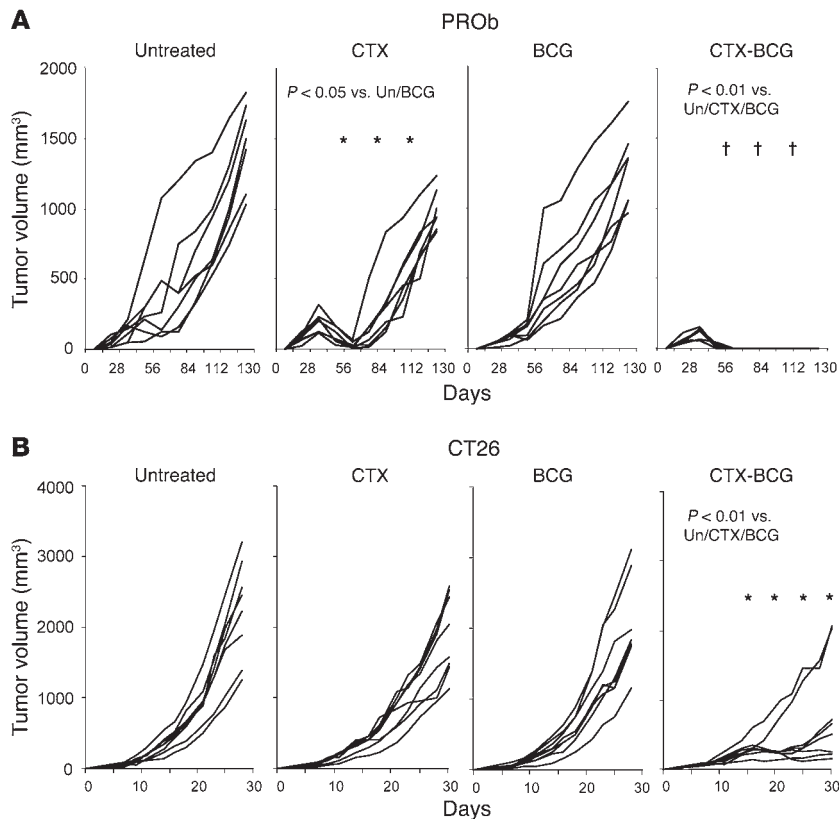 A
PROb
Untreated
CTX
BCG
CTX-BCG
Tumor volume (mm³)
2000
1500
1000
500
0
P < 0.05 vs. Un/BCG
* * *
P < 0.01 vs.
Un/CTX/BCG
† † †
0 28 56 84 112 130
0 28 56 84 112 130
0 28 56 84 112 130
0 28 56 84 112 130
Days
B
CT26
Untreated
CTX
BCG
CTX-BCG
Tumor volume (mm³)
4000
3000
2000
1000
0
P < 0.01 vs.
Un/CTX/BCG
* * * *
0 10 20 30
0 10 20 30
0 10 20 30
0 10 20 30
Days